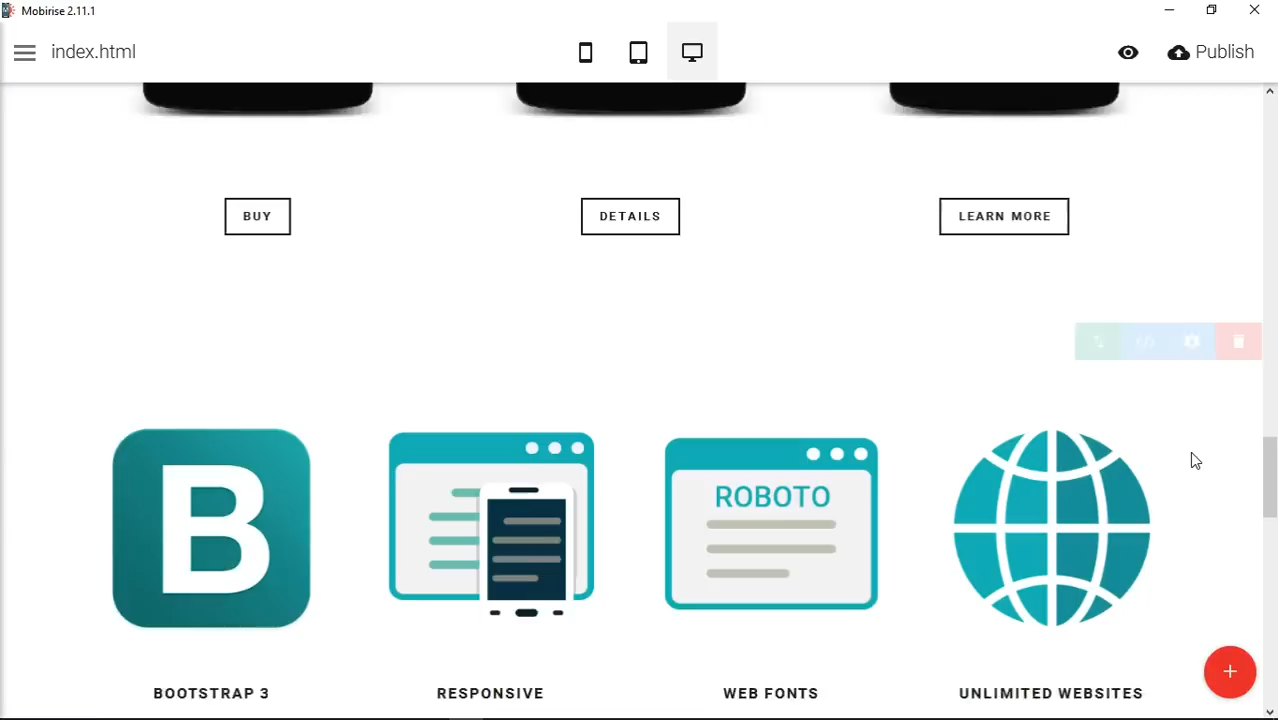 Mobirise 2.11.1
index.html
Publish
BUY
DETAILS
LEARN MORE
</>
B
ROBOTO
BOOTSTRAP 3
RESPONSIVE
WEB FONTS
UNLIMITED WEBSITES
+